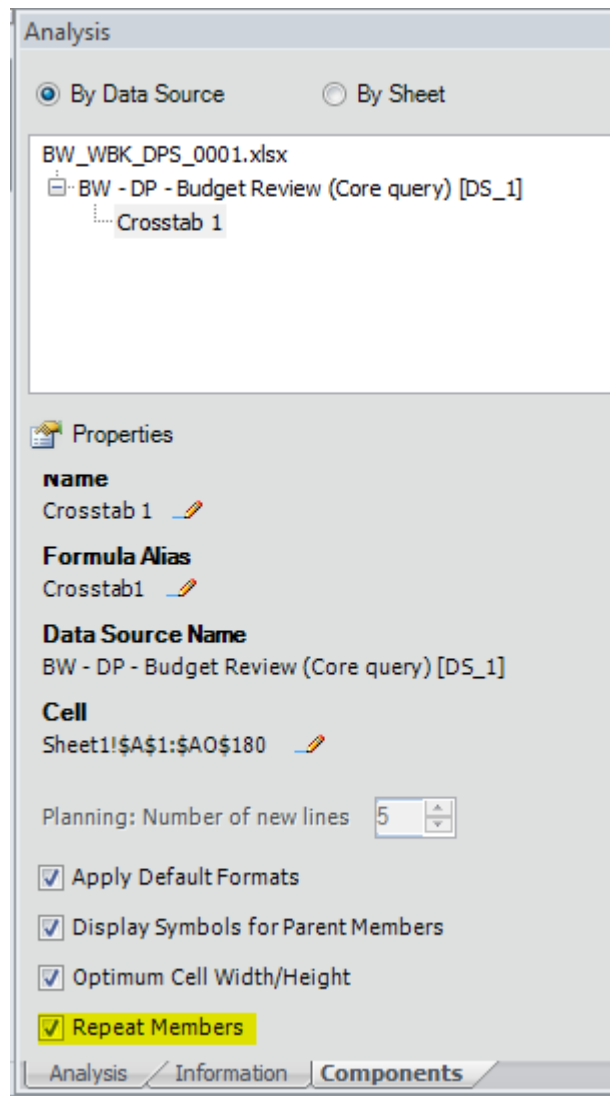 Analysis
By Data Source By Sheet
BW_WBK_DPS_0001.xlsx
BW - DP - Budget Review (Core query) [DS_1]
Crosstab 1
Properties
Name
Crosstab 1
Formula Alias
Crosstab1
Data Source Name
BW - DP - Budget Review (Core query) [DS_1]
Cell
Sheet1!$A$1:$AO$180
Planning: Number of new lines 5
Apply Default Formats
Display Symbols for Parent Members
Optimum Cell Width/Height
Repeat Members
Analysis Information Components